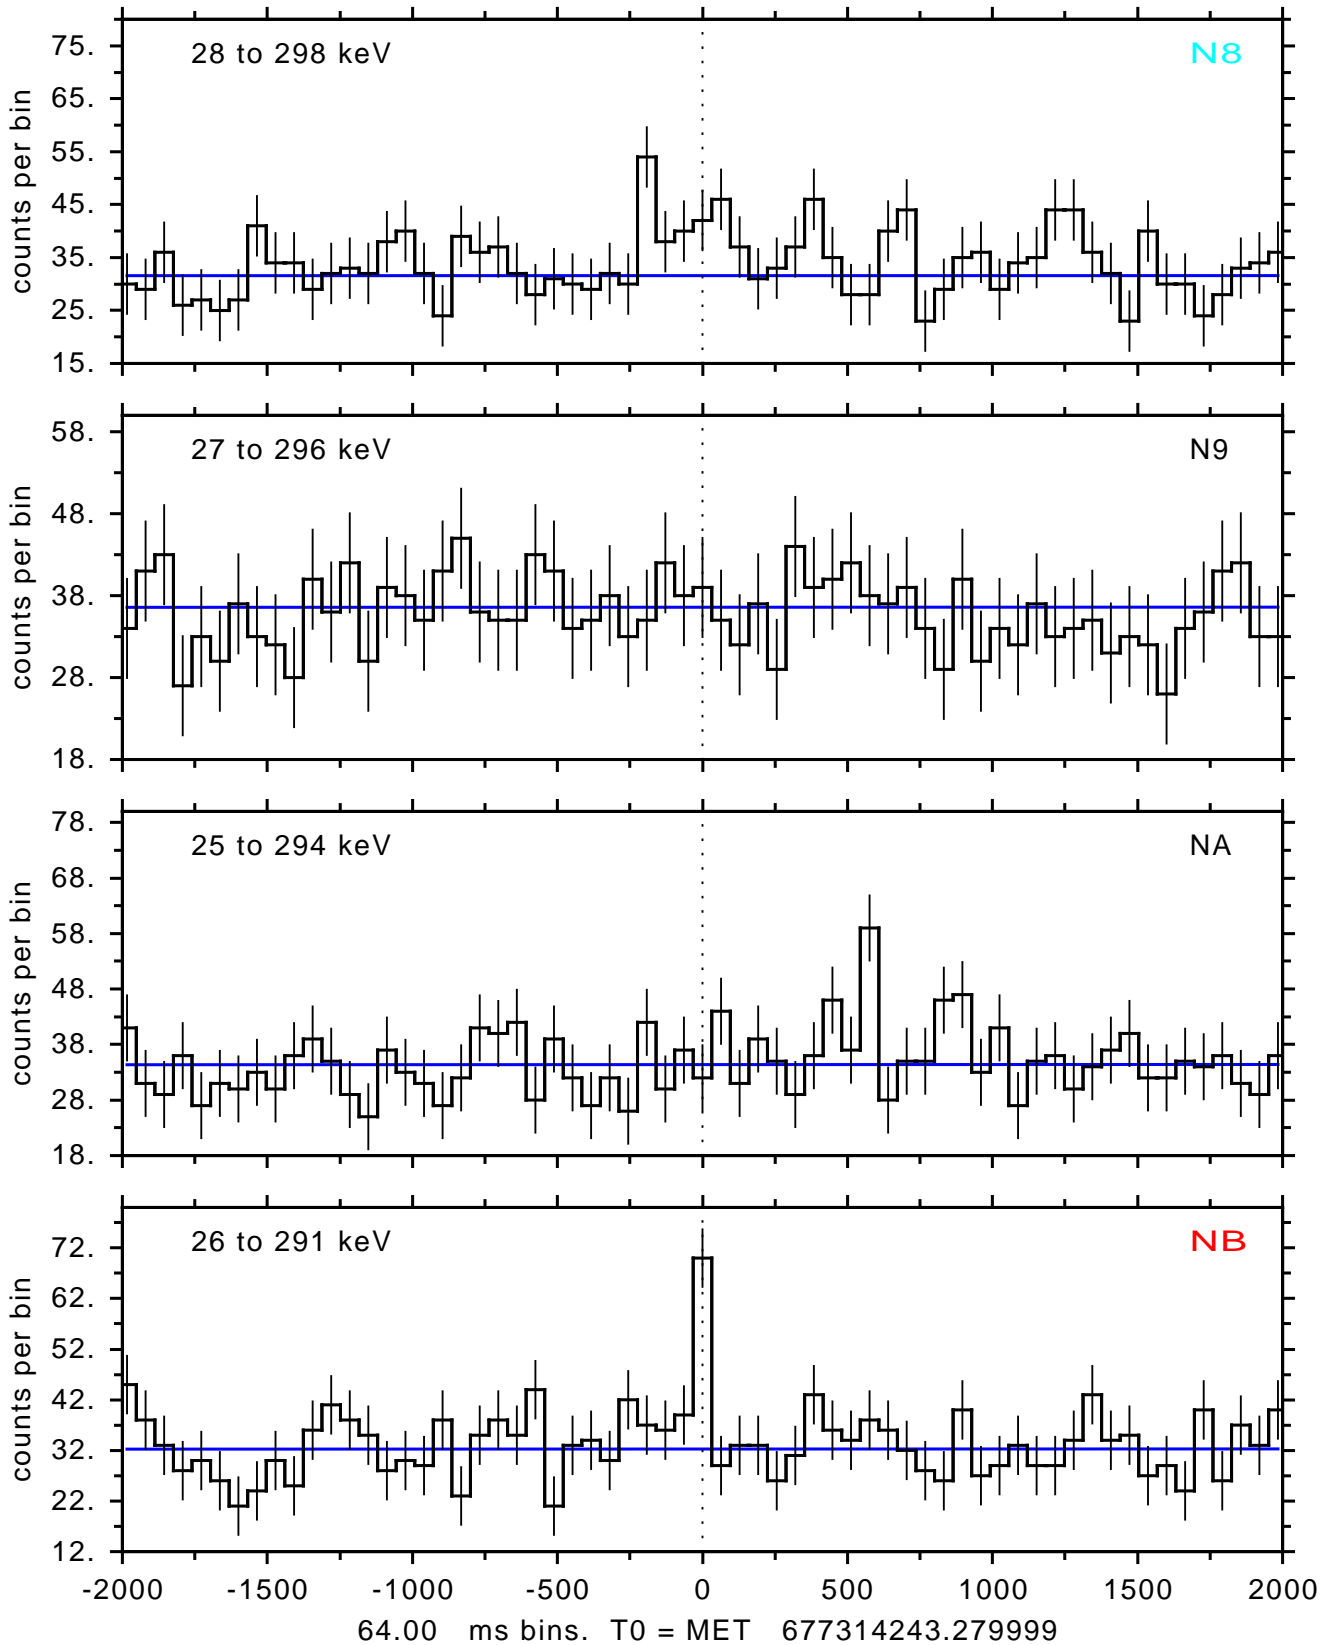 28 to 298 keV N8
75.
65.
55.
45.
35.
25.
15.
counts per bin
27 to 296 keV N9
58.
48.
38.
28.
18.
counts per bin
25 to 294 keV NA
78.
68.
58.
48.
38.
28.
18.
counts per bin
26 to 291 keV NB
72.
62.
52.
42.
32.
22.
12.
counts per bin
-2000 -1500 -1000 -500 0 500 1000 1500 2000
64.00 ms bins. T0 = MET 677314243.279999